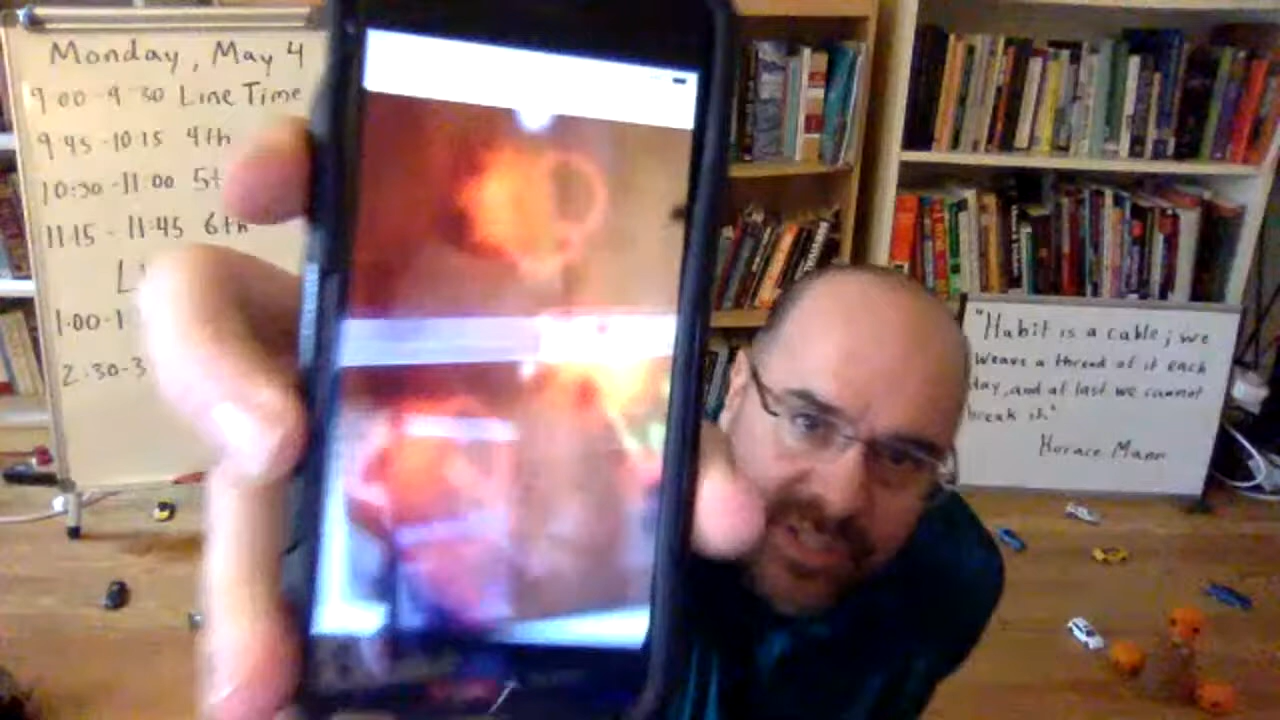 Monday, May 4
9:00-9:30 Line Time
9:45-10:15 4th
10:30-11:00
11:15-11:45 6th
1:00-1
2:30-3
"Habit is a cable; we
weave a thread of it each
day, and at last we cannot
break it."
Horace Mann